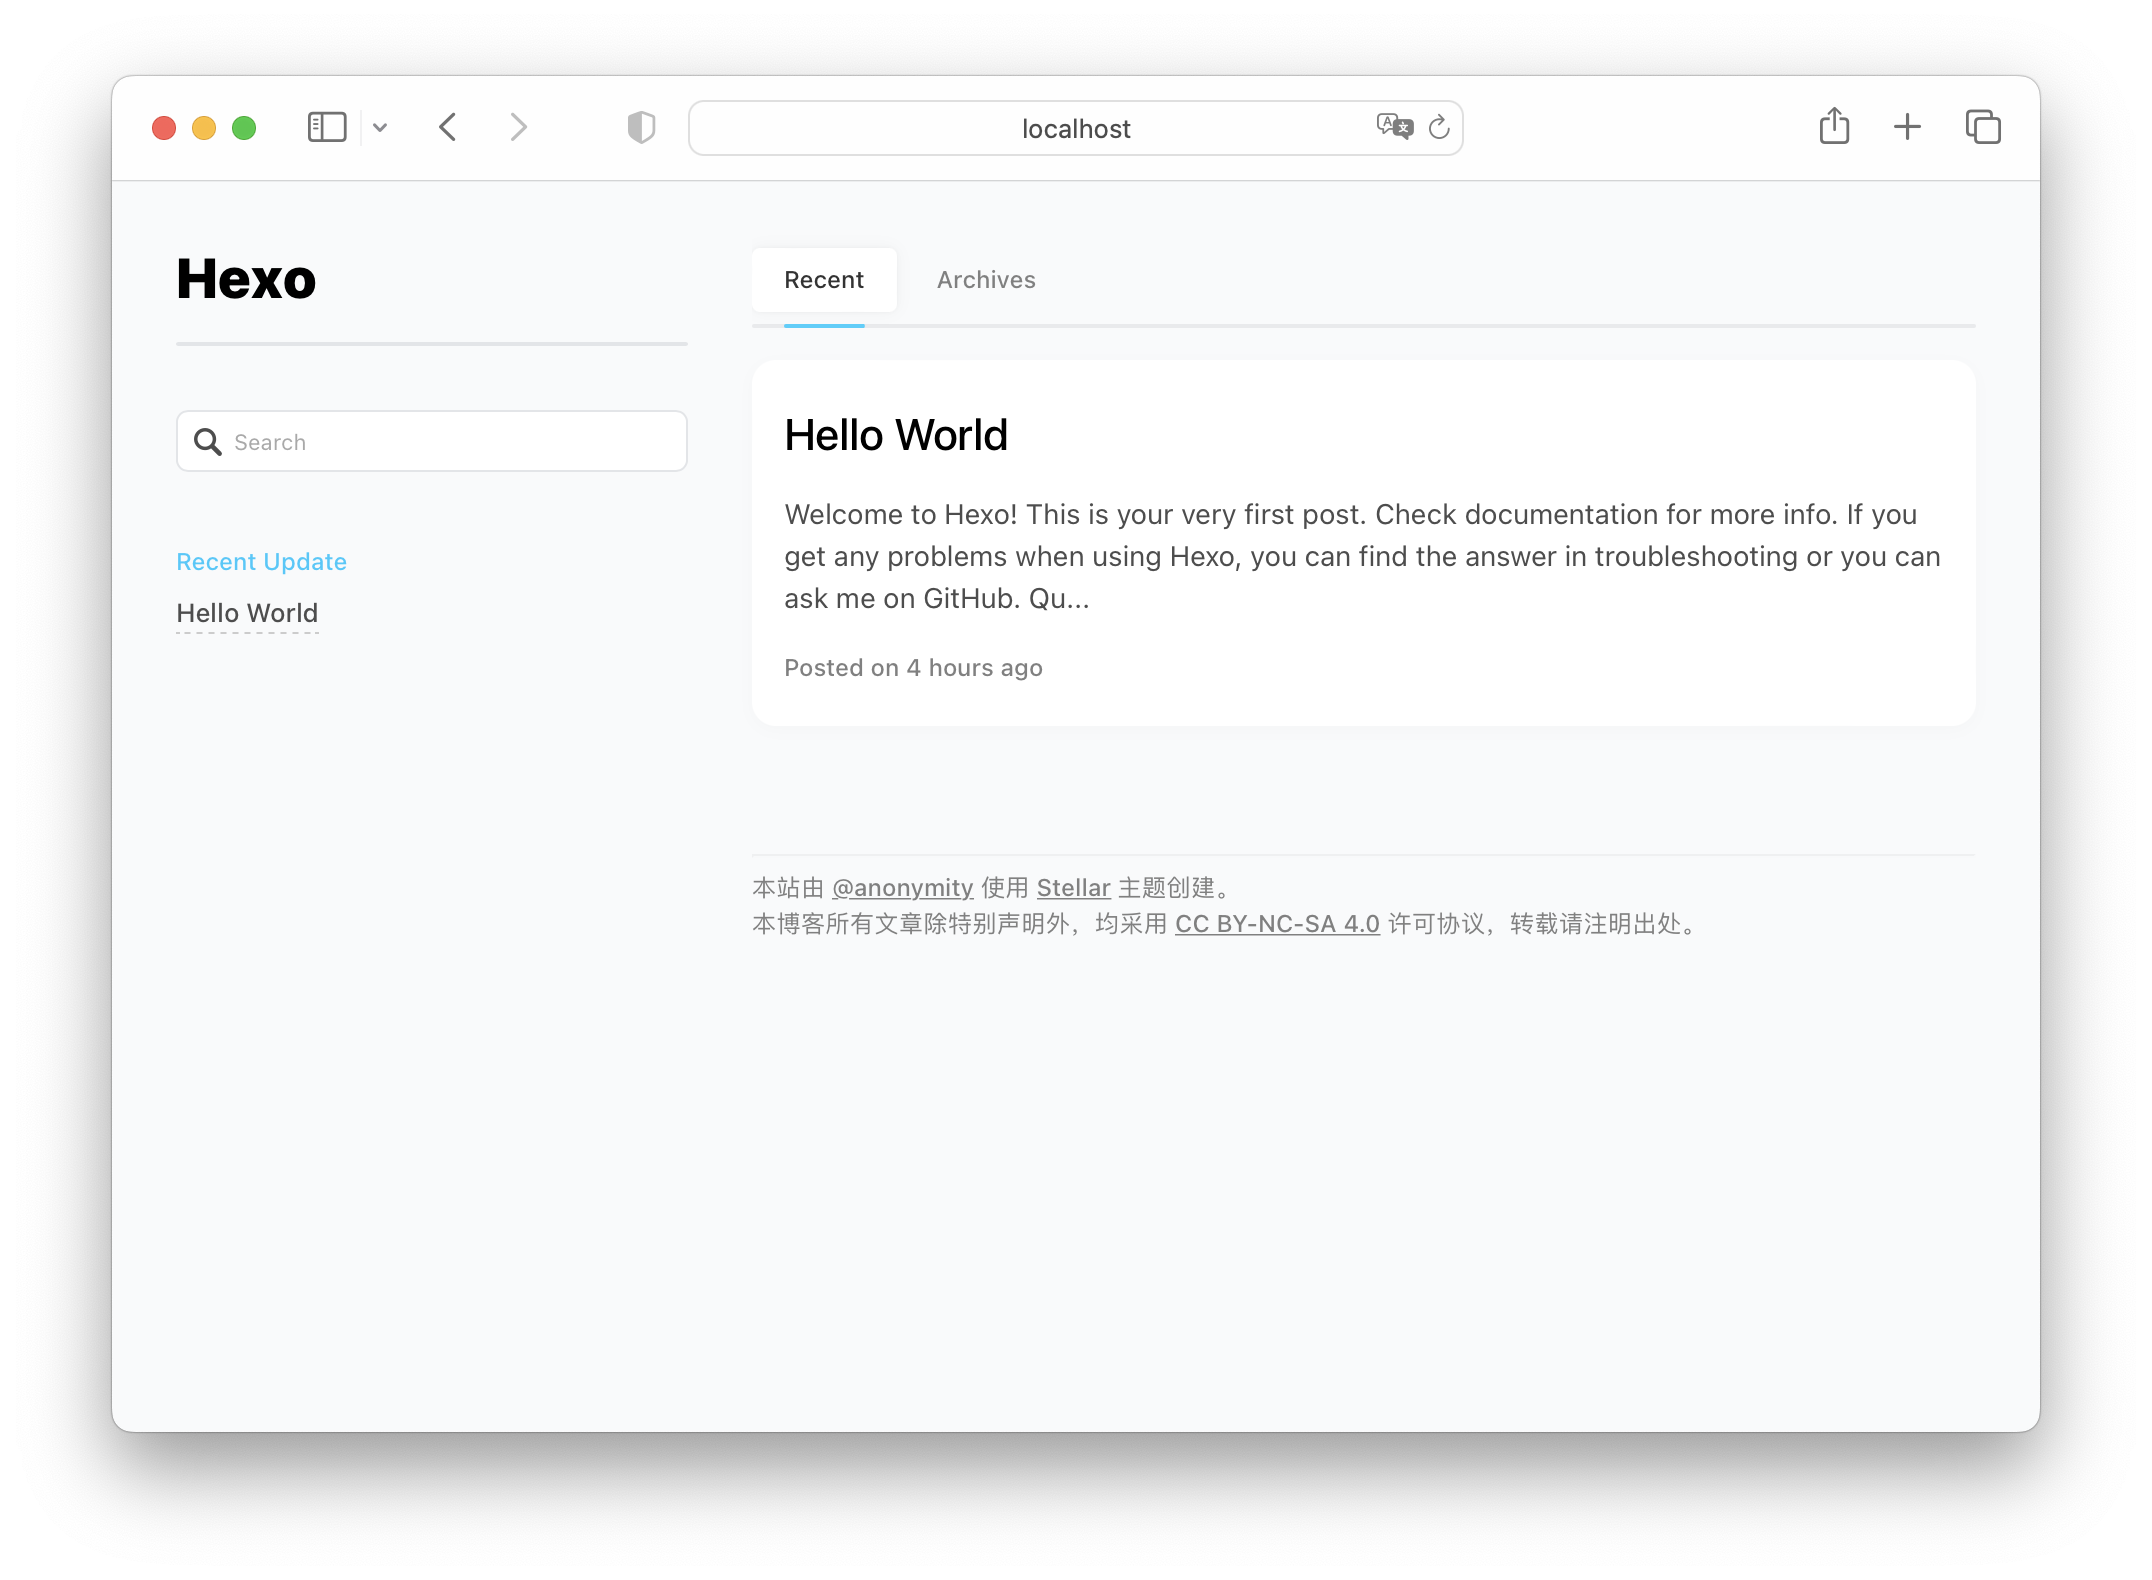 localhost
Hexo
Search
Recent Update
Hello World
Recent
Archives
Hello World
Welcome to Hexo! This is your very first post. Check documentation for more info. If you
get any problems when using Hexo, you can find the answer in troubleshooting or you can
ask me on GitHub. Qu...
Posted on 4 hours ago
本站由 @anonymity 使用 Stellar 主题创建。
本博客所有文章除特别声明外，均采用 CC BY-NC-SA 4.0 许可协议，转载请注明出处。